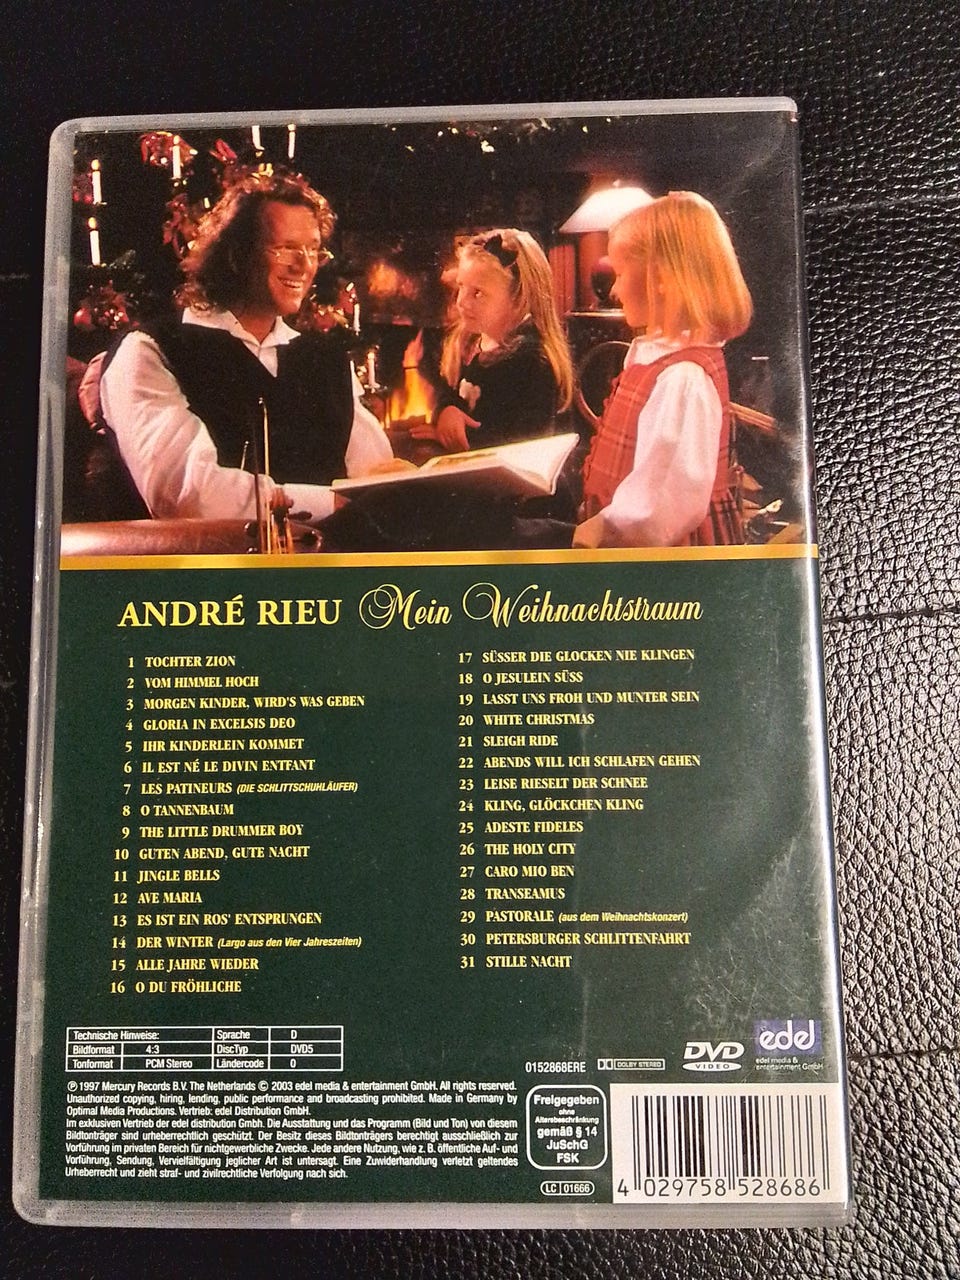 ANDRÉ RIEU Mein Weihnachtstraum
1 TOCHTER ZION
2 VOM HIMMEL HOCH
3 MORGEN KINDER, WIRD'S WAS GEBEN
4 GLORIA IN EXCELSIS DEO
5 IHR KINDERLEIN KOMMET
6 IL EST NÉ LE DIVIN ENTFANT
7 LES PATINEURS (DIE SCHLITTSCHUHLÄUFER)
8 O TANNENBAUM
9 THE LITTLE DRUMMER BOY
10 GUTEN ABEND, GUTE NACHT
11 JINGLE BELLS
12 AVE MARIA
13 ES IST EIN ROS' ENTSPRUNGEN
14 DER WINTER (Largo aus den Vier Jahreszeiten)
15 ALLE JAHRE WIEDER
16 O DU FRÖHLICHE
17 SÜSSER DIE GLOCKEN NIE KLINGEN
18 O JESULEIN SÜSS
19 LASST UNS FROH UND MUNTER SEIN
20 WHITE CHRISTMAS
21 SLEIGH RIDE
22 ABENDS WILL ICH SCHLAFEN GEHEN
23 LEISE RIESELT DER SCHNEE
24 KLING, GLÖCKCHEN KLING
25 ADESTE FIDELES
26 THE HOLY CITY
27 CARO MIO BEN
28 TRANSEAMUS
29 PASTORALE (aus dem Weihnachtskonzert)
30 PETERSBURGER SCHLITTENFAHRT
31 STILLE NACHT
Technische Hinweise: Sprache D
Bildformat 4:3 DiscTyp DVD5
Tonformat PCM Stereo Ländercode 0
0152868ERE
DOLBY STEREO
DVD
VIDEO
edel
edel media &
entertainment GmbH
℗ 1997 Mercury Records B.V. The Netherlands © 2003 edel media & entertainment GmbH. All rights reserved.
Unauthorized copying, hiring, lending, public performance and broadcasting prohibited. Made in Germany by
Optimal Media Productions. Vertrieb: edel Distribution GmbH.
Im exklusiven Vertrieb der edel distribution GmbH. Die Ausstattung und das Programm (Bild und Ton) von diesem
Bildtonträger sind urheberrechtlich geschützt. Der Besitz dieses Bildtonträgers berechtigt ausschließlich zur
Vorführung im privaten Bereich für nichtgewerbliche Zwecke. Jede andere Nutzung, wie z. B. öffentliche Auf- und
Vorführung, Sendung, Vervielfältigung jeglicher Art ist untersagt. Eine Zuwiderhandlung verletzt geltendes
Urheberrecht und zieht straf- und zivilrechtliche Verfolgung nach sich.
Freigegeben
ohne
Altersbeschränkung
gemäß § 14
JuSchG
FSK
LC 01666
4 029758 528686